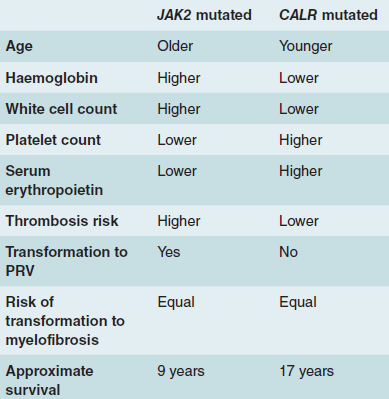 JAK2 mutated CALR mutated
Age Older Younger
Haemoglobin Higher Lower
White cell count Higher Lower
Platelet count Lower Higher
Serum Lower Higher
erythropoietin
Thrombosis risk Higher Lower
Transformation to Yes No
PRV
Risk of Equal Equal
transformation to
myelofibrosis
Approximate 9 years 17 years
survival